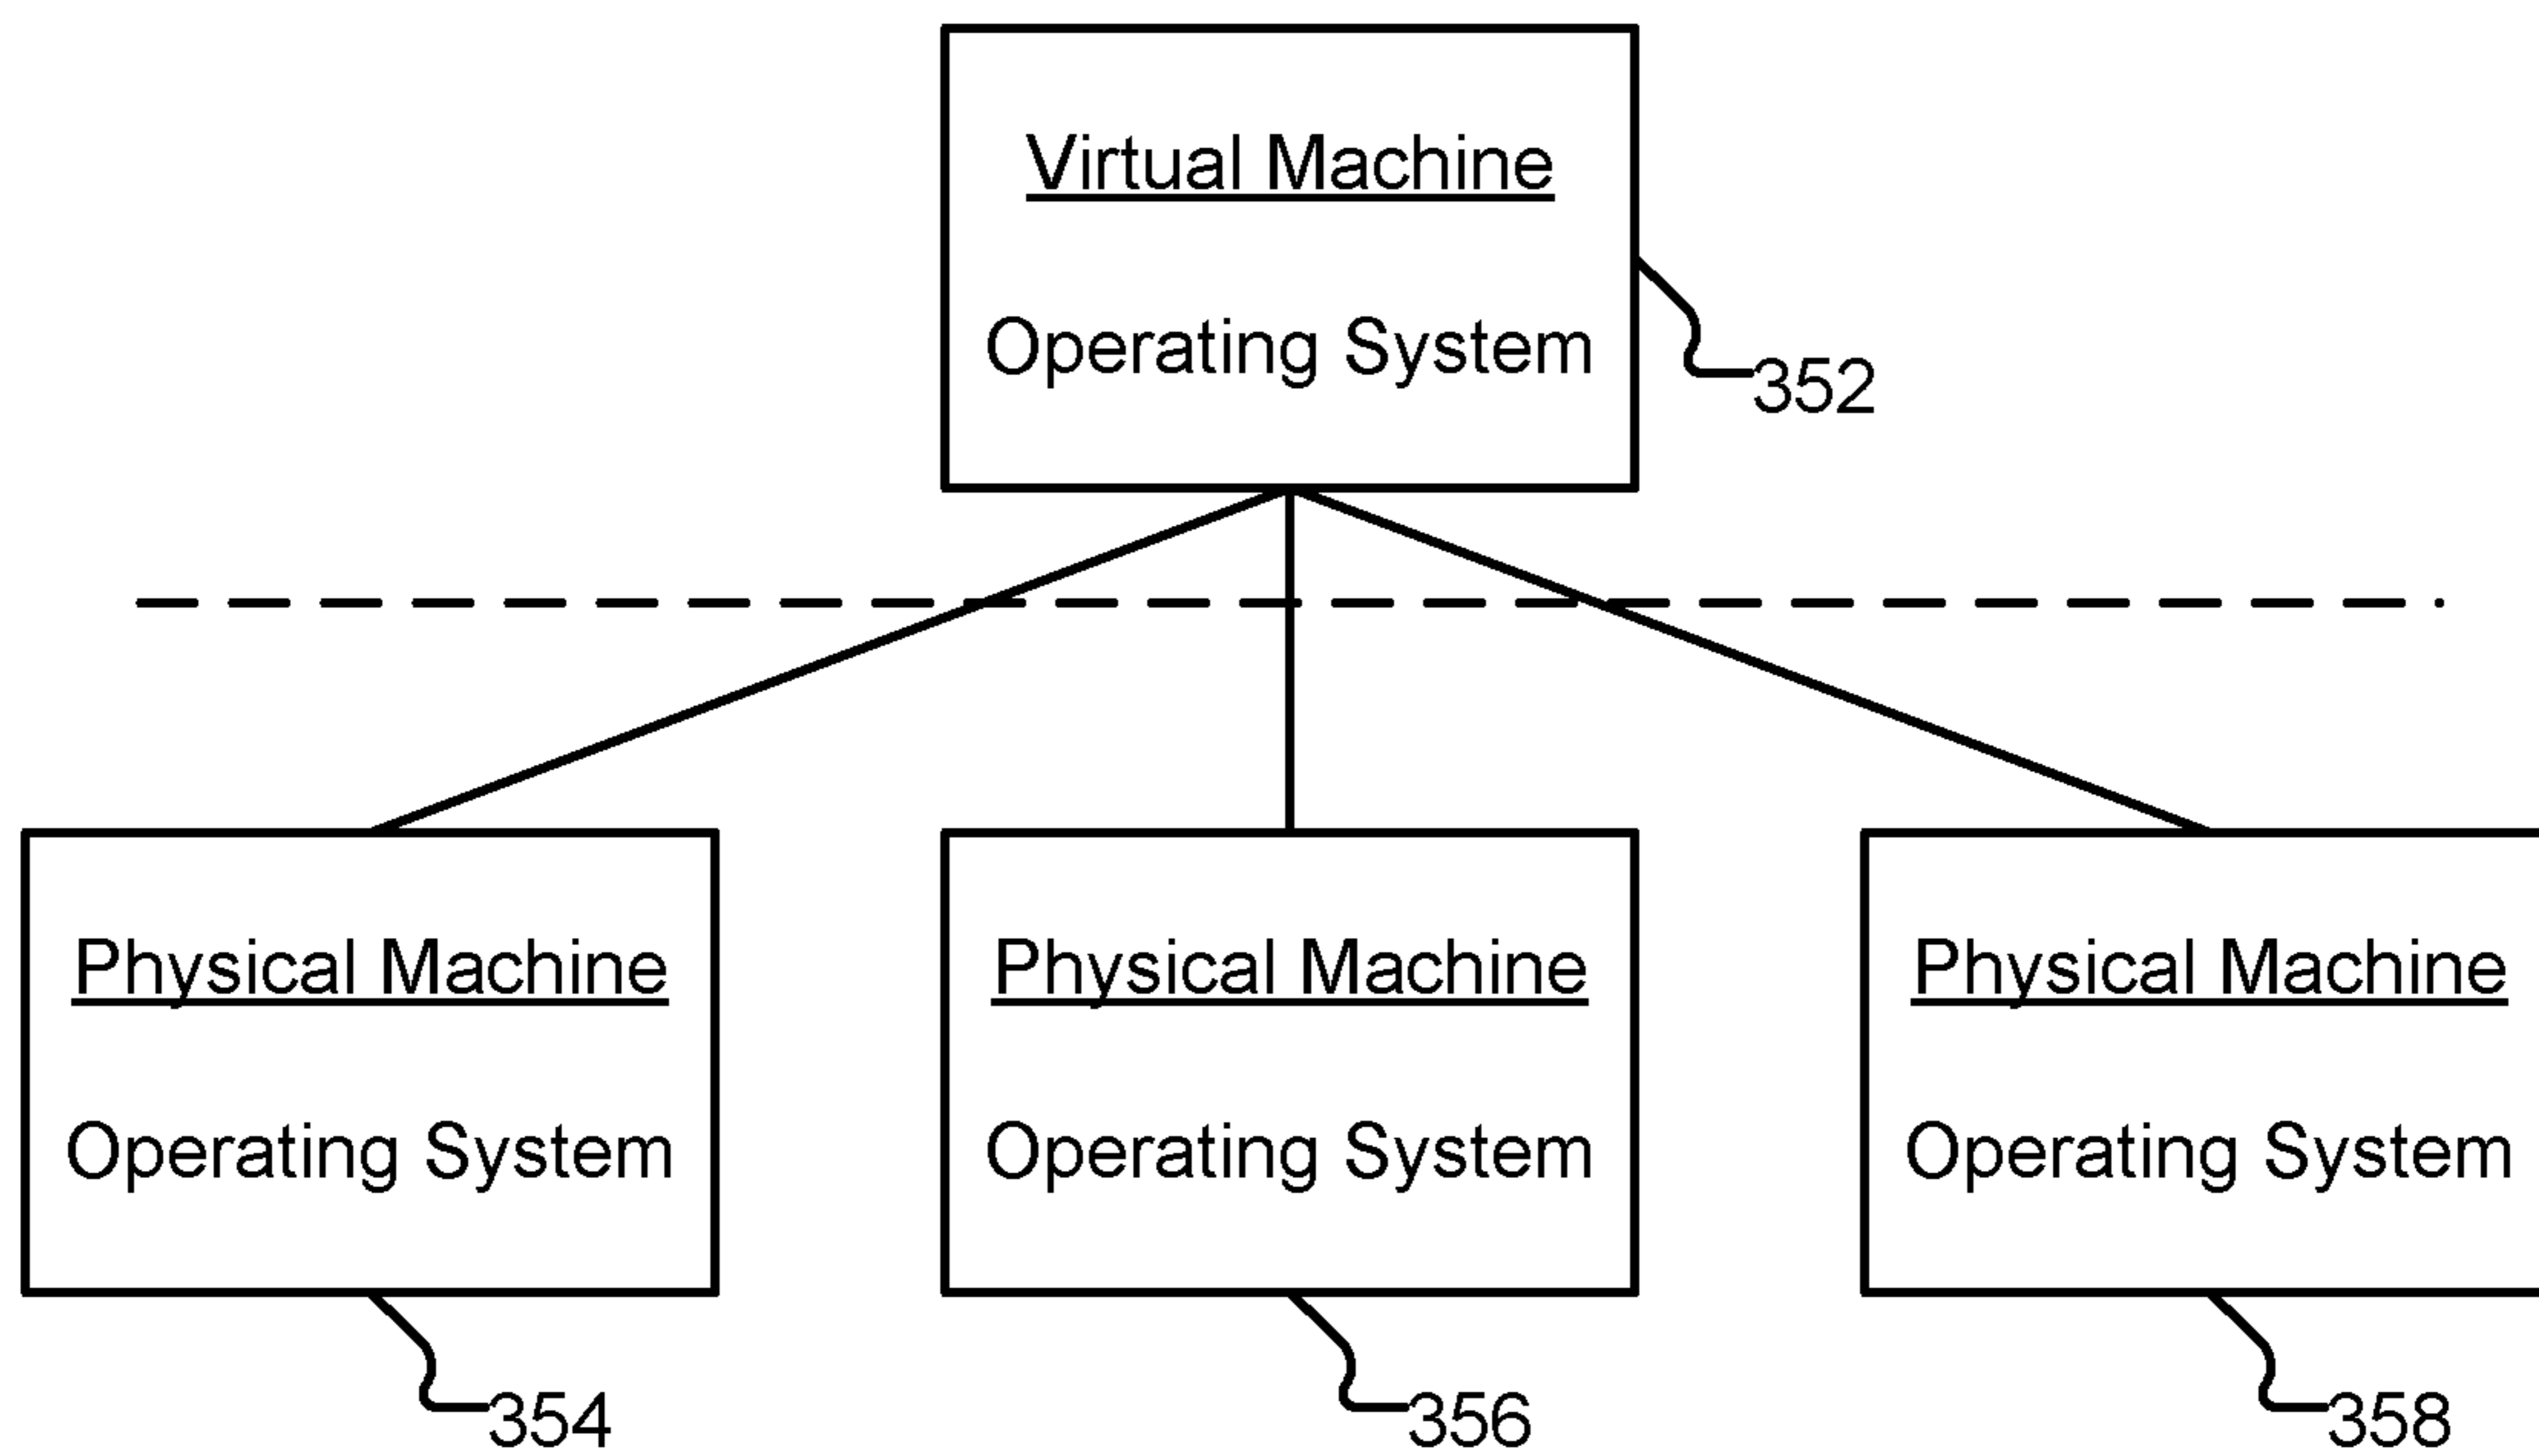 Virtual Machine
Operating System
352
Physical Machine
Operating System
354
Physical Machine
Operating System
356
Physical Machine
Operating System
358